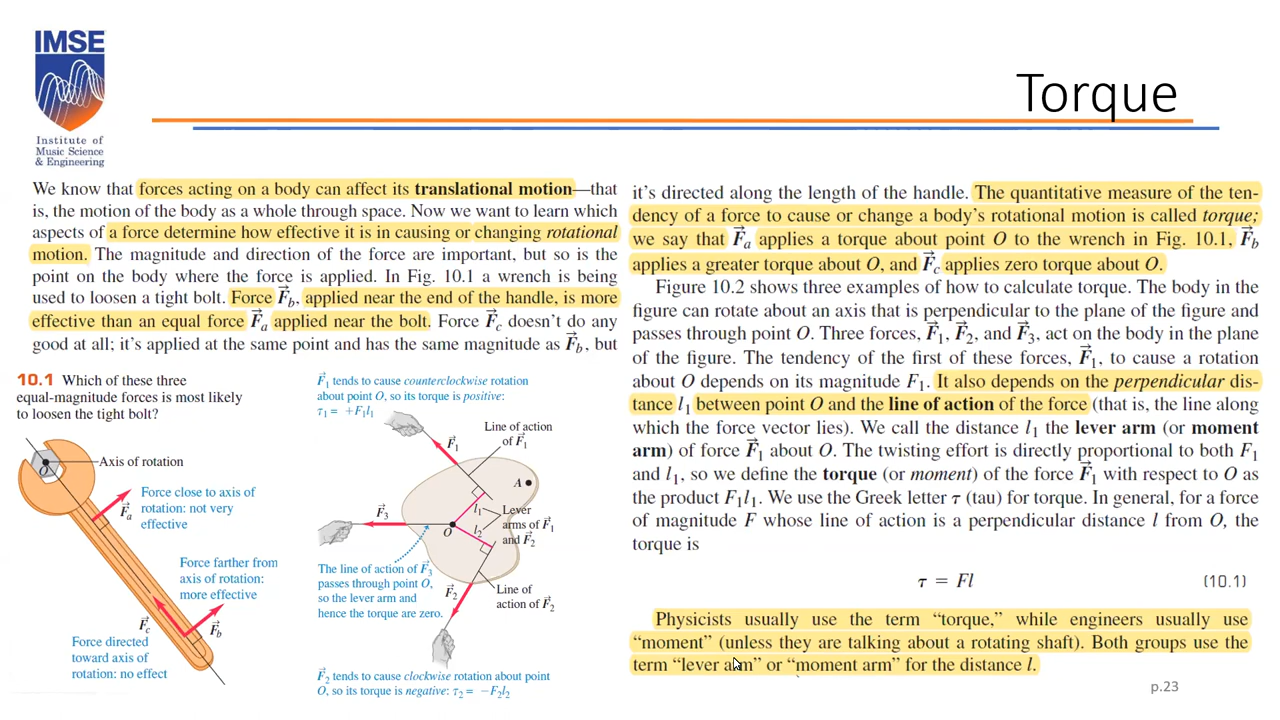 IMSE
Institute of
Music Science
& Engineering
Torque
We know that forces acting on a body can affect its translational motion—that
is, the motion of the body as a whole through space. Now we want to learn which
aspects of a force determine how effective it is in causing or changing rotational
motion. The magnitude and direction of the force are important, but so is the
point on the body where the force is applied. In Fig. 10.1 a wrench is being
used to loosen a tight bolt. Force F⃗b, applied near the end of the handle, is more
effective than an equal force F⃗a applied near the bolt. Force F⃗c doesn't do any
good at all; it's applied at the same point and has the same magnitude as F⃗b, but
10.1 Which of these three
equal-magnitude forces is most likely
to loosen the tight bolt?
O
Axis of rotation
Force close to axis of
rotation: not very
effective
F⃗a
Force farther from
axis of rotation:
more effective
F⃗c
F⃗b
Force directed
toward axis of
rotation: no effect
F⃗1 tends to cause counterclockwise rotation
about point O, so its torque is positive:
τ1 = +F1l1
Line of action
of F⃗1
F⃗1
A
F⃗3
l1
Lever
arms of F⃗1
and F⃗2
O
l2
The line of action of F⃗3
passes through point O,
so the lever arm and
hence the torque are zero.
F⃗2
Line of
action of F⃗2
F⃗2 tends to cause clockwise rotation about point
O, so its torque is negative: τ2 = −F2l2
it's directed along the length of the handle. The quantitative measure of the ten-
dency of a force to cause or change a body's rotational motion is called torque;
we say that F⃗a applies a torque about point O to the wrench in Fig. 10.1, F⃗b
applies a greater torque about O, and F⃗c applies zero torque about O.
Figure 10.2 shows three examples of how to calculate torque. The body in the
figure can rotate about an axis that is perpendicular to the plane of the figure and
passes through point O. Three forces, F⃗1, F⃗2, and F⃗3, act on the body in the plane
of the figure. The tendency of the first of these forces, F⃗1, to cause a rotation
about O depends on its magnitude F1. It also depends on the perpendicular dis-
tance l1 between point O and the line of action of the force (that is, the line along
which the force vector lies). We call the distance l1 the lever arm (or moment
arm) of force F⃗1 about O. The twisting effort is directly proportional to both F1
and l1, so we define the torque (or moment) of the force F⃗1 with respect to O as
the product F1l1. We use the Greek letter τ (tau) for torque. In general, for a force
of magnitude F whose line of action is a perpendicular distance l from O, the
torque is
τ = Fl (10.1)
Physicists usually use the term "torque," while engineers usually use
"moment" (unless they are talking about a rotating shaft). Both groups use the
term "lever arm" or "moment arm" for the distance l.
p.23